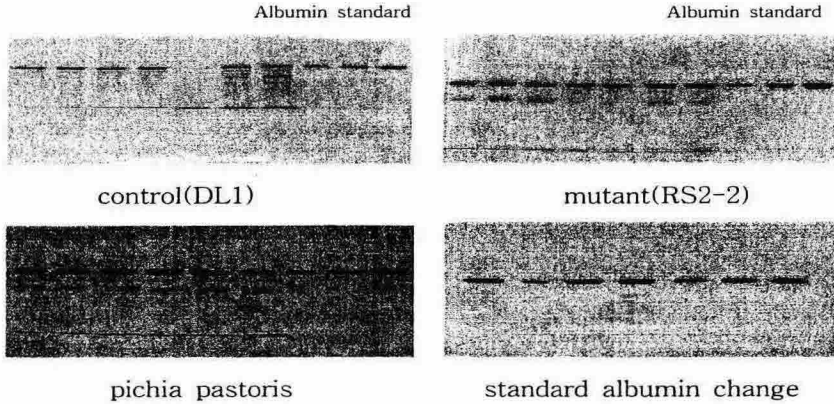 Albumin standard
Albumin standard
control(DL1)
mutant(RS2-2)
pichia pastoris
standard albumin change